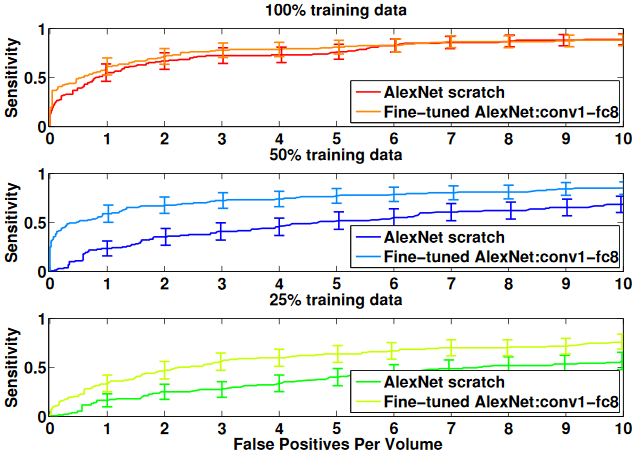 100% training data
1
0.5
0
Sensitivity
AlexNet scratch
Fine-tuned AlexNet:conv1-fc8
0 1 2 3 4 5 6 7 8 9 10
50% training data
1
0.5
0
Sensitivity
AlexNet scratch
Fine-tuned AlexNet:conv1-fc8
0 1 2 3 4 5 6 7 8 9 10
25% training data
1
0.5
0
Sensitivity
AlexNet scratch
Fine-tuned AlexNet:conv1-fc8
0 1 2 3 4 5 6 7 8 9 10
False Positives Per Volume